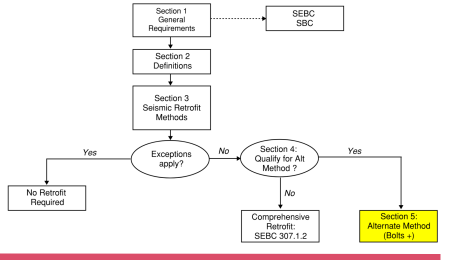 Section 1
General
Requirements
SEBC
SBC
Section 2
Definitions
Section 3
Seismic Retrofit
Methods
Yes
Exceptions
apply?
No
Section 4:
Qualify for Alt
Method ?
Yes
No
No Retrofit
Required
Comprehensive
Retrofit:
SEBC 307.1.2
Section 5:
Alternate Method
(Bolts +)